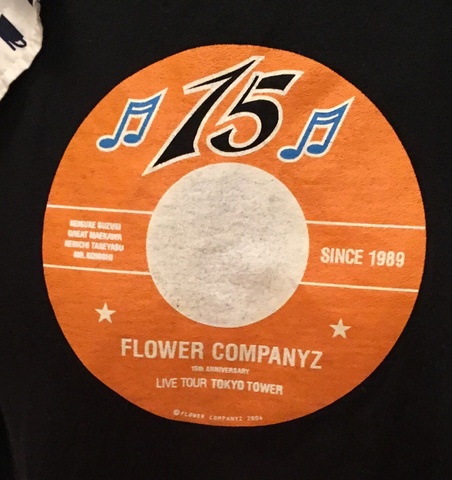 15
KEISUKE SUZUKI
GREAT MAEKAWA
KENICHI TAKEYASU
MR. KONISHI
SINCE 1989
FLOWER COMPANYZ
15th ANNIVERSARY
LIVE TOUR TOKYO TOWER
©FLOWER COMPANYZ 2004